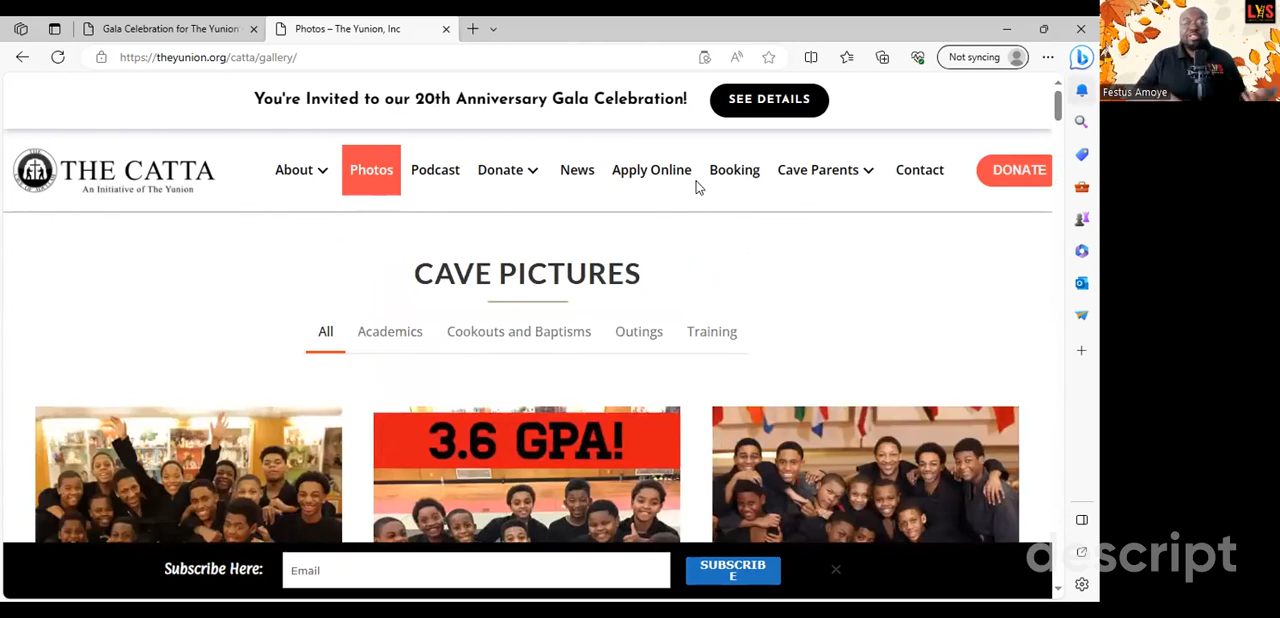 Gala Celebration for The Yunion
Photos – The Yunion, Inc
https://theyunion.org/catta/gallery/
Not syncing
LYS
Festus Amoye
You're Invited to our 20th Anniversary Gala Celebration!
SEE DETAILS
THE CATTA
An Initiative of The Yunion
About
Photos
Podcast
Donate
News
Apply Online
Booking
Cave Parents
Contact
DONATE
CAVE PICTURES
All
Academics
Cookouts and Baptisms
Outings
Training
3.6 GPA!
Subscribe Here:
Email
SUBSCRIB
E
descript